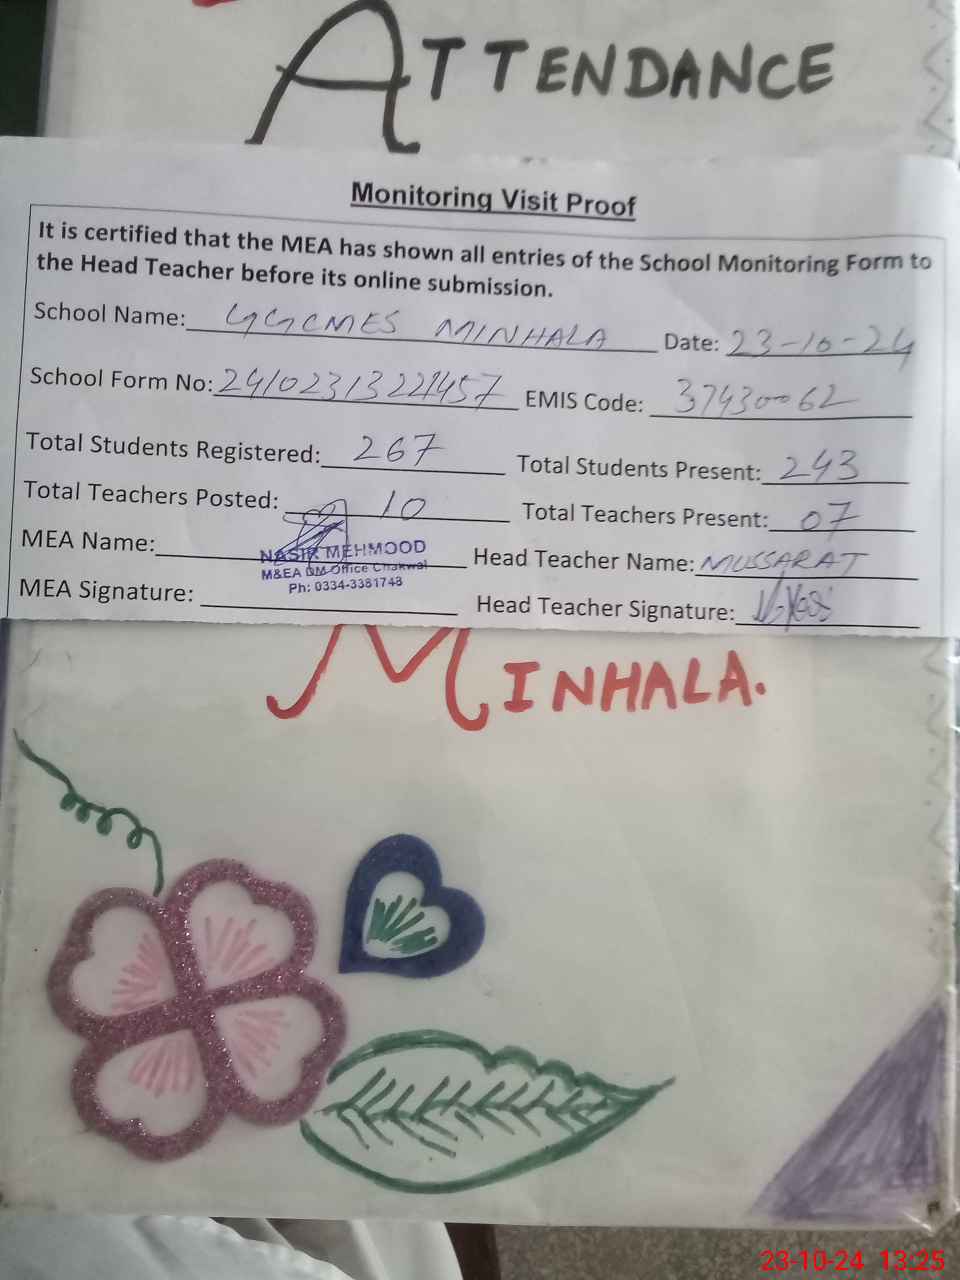 ATTENDANCE
Monitoring Visit Proof
It is certified that the MEA has shown all entries of the School Monitoring Form to
the Head Teacher before its online submission.
School Name: GGCMES MINHALA Date: 23-10-24
School Form No: EMIS Code: 37430062
Total Students Registered: 267 Total Students Present: 243
Total Teachers Posted: 10 Total Teachers Present: 07
MEA Name: NASIR MEHMOOD Head Teacher Name: MUSSARAT
M&EA DM Office Chakwal
Ph: 0334-3381748
MEA Signature: Head Teacher Signature:
MINHALA.
23-10-24 13:25